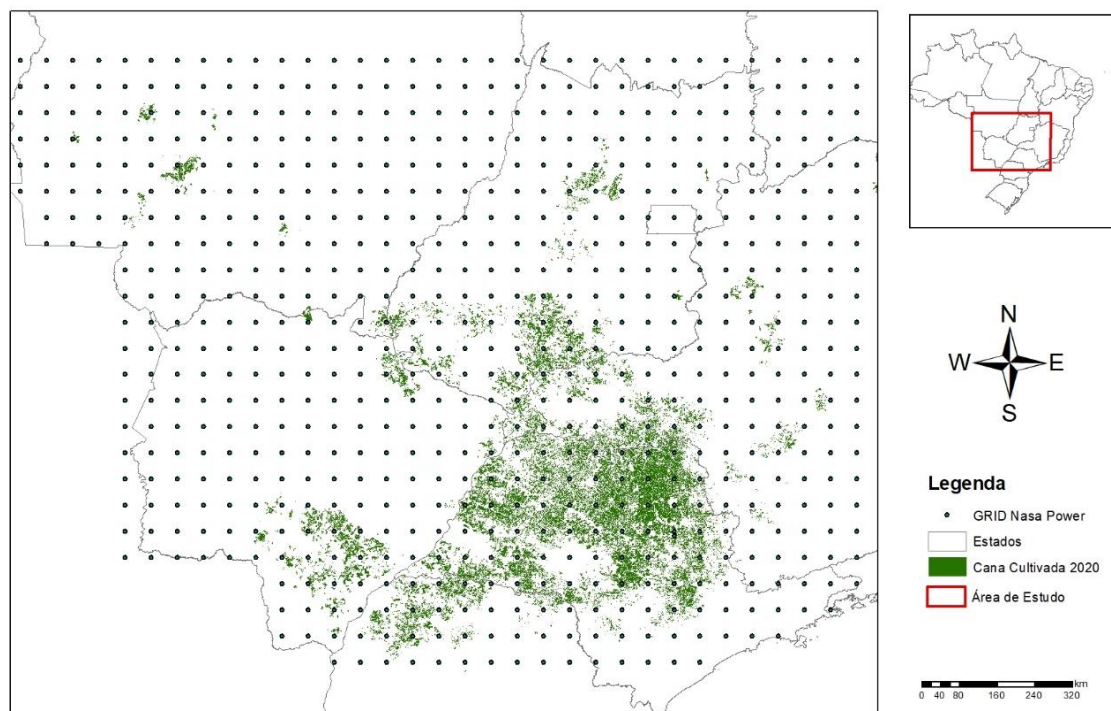 N
W E
S
Legenda
GRID Nasa Power
Estados
Cana Cultivada 2020
Área de Estudo
km
0 40 80 160 240 320